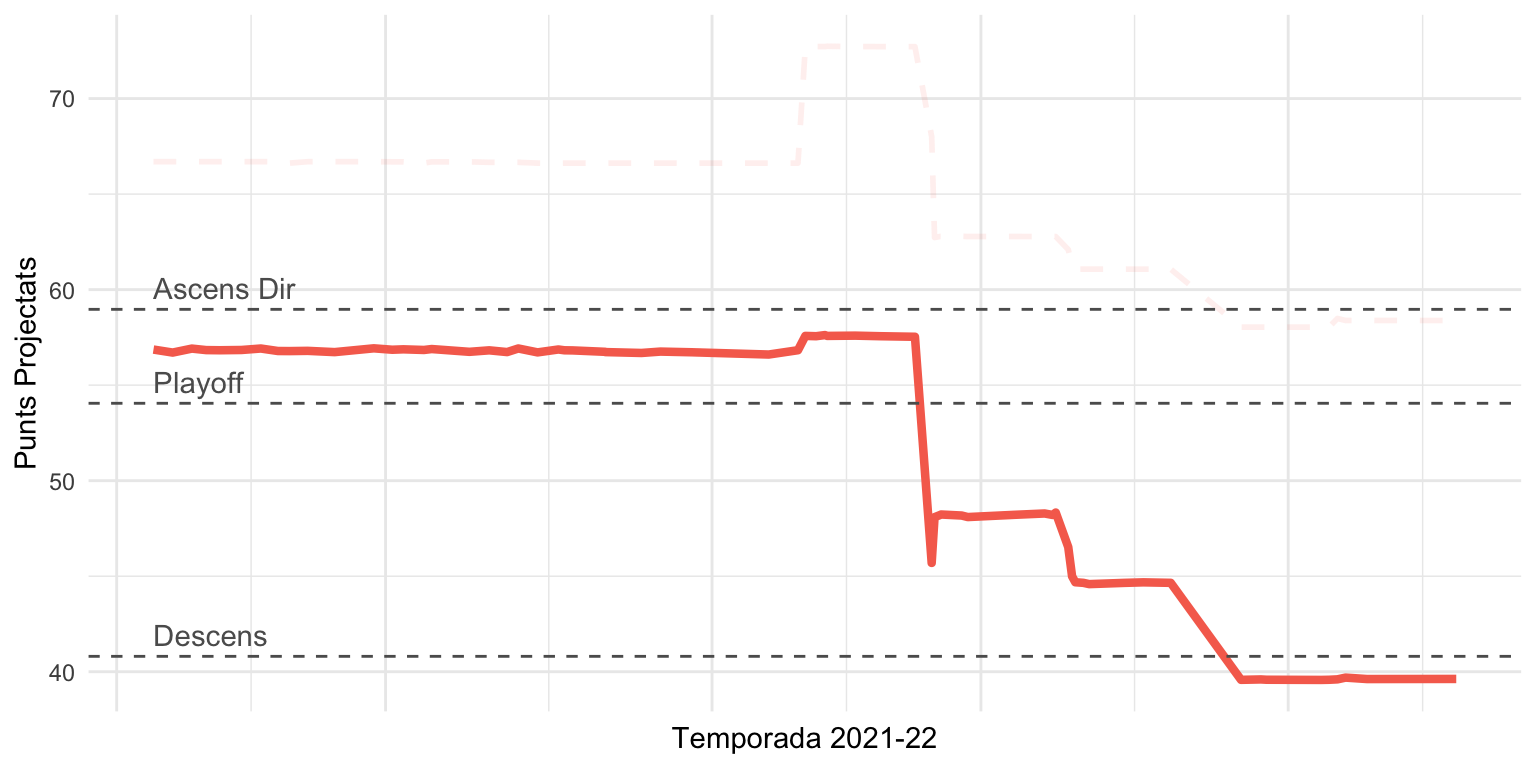 70
60
50
40
Punts Projectats
Ascens Dir
Playoff
Descens
Temporada 2021-22